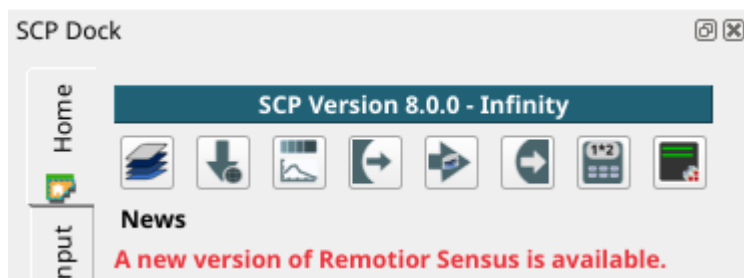 SCP Dock
Home
SCP Version 8.0.0 - Infinity
1*2
News
A new version of Remotior Sensus is available.